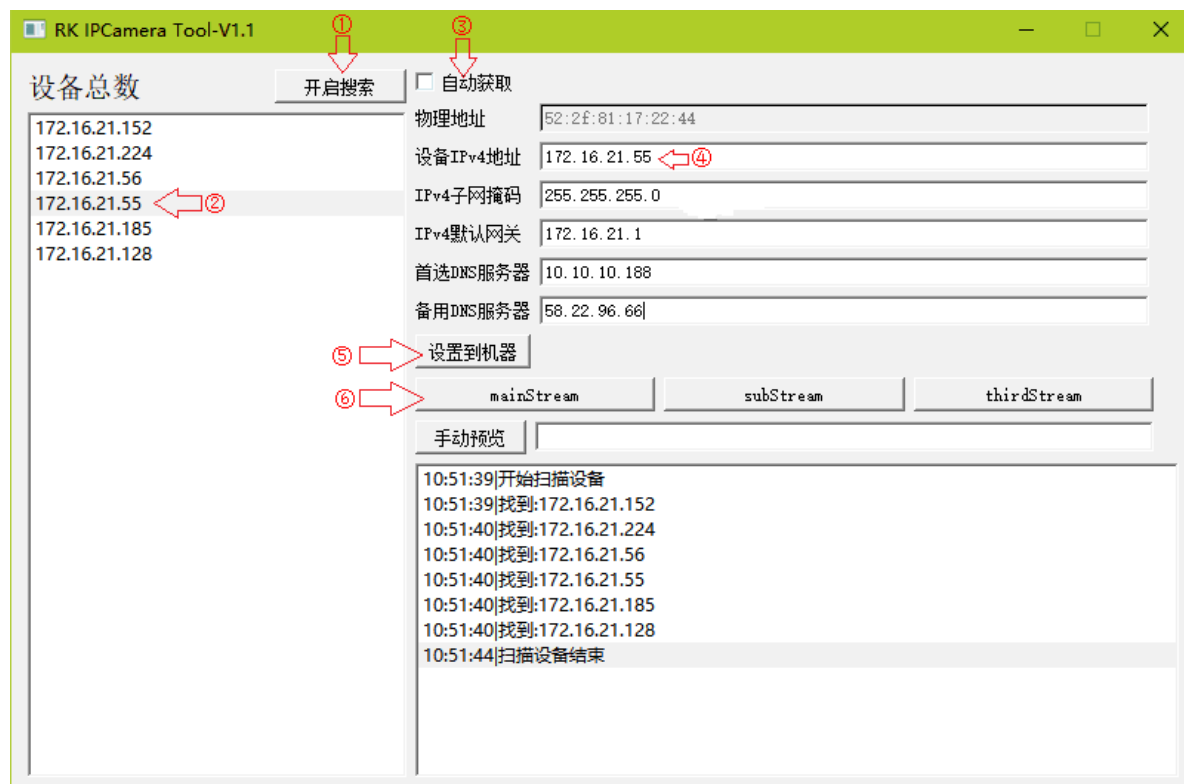 RK IPCamera Tool-V1.1
① ③
设备总数 开启搜索 自动获取
172.16.21.152
172.16.21.224
172.16.21.56
172.16.21.55 ②
172.16.21.185
172.16.21.128
物理地址 52:2f:81:17:22:44
设备IPv4地址 172.16.21.55 ④
IPv4子网掩码 255.255.255.0
IPv4默认网关 172.16.21.1
首选DNS服务器 10.10.10.188
备用DNS服务器 58.22.96.66
⑤ 设置到机器
⑥ mainStream subStream thirdStream
手动预览
10:51:39|开始扫描设备
10:51:39|找到:172.16.21.152
10:51:40|找到:172.16.21.224
10:51:40|找到:172.16.21.56
10:51:40|找到:172.16.21.55
10:51:40|找到:172.16.21.185
10:51:40|找到:172.16.21.128
10:51:44|扫描设备结束